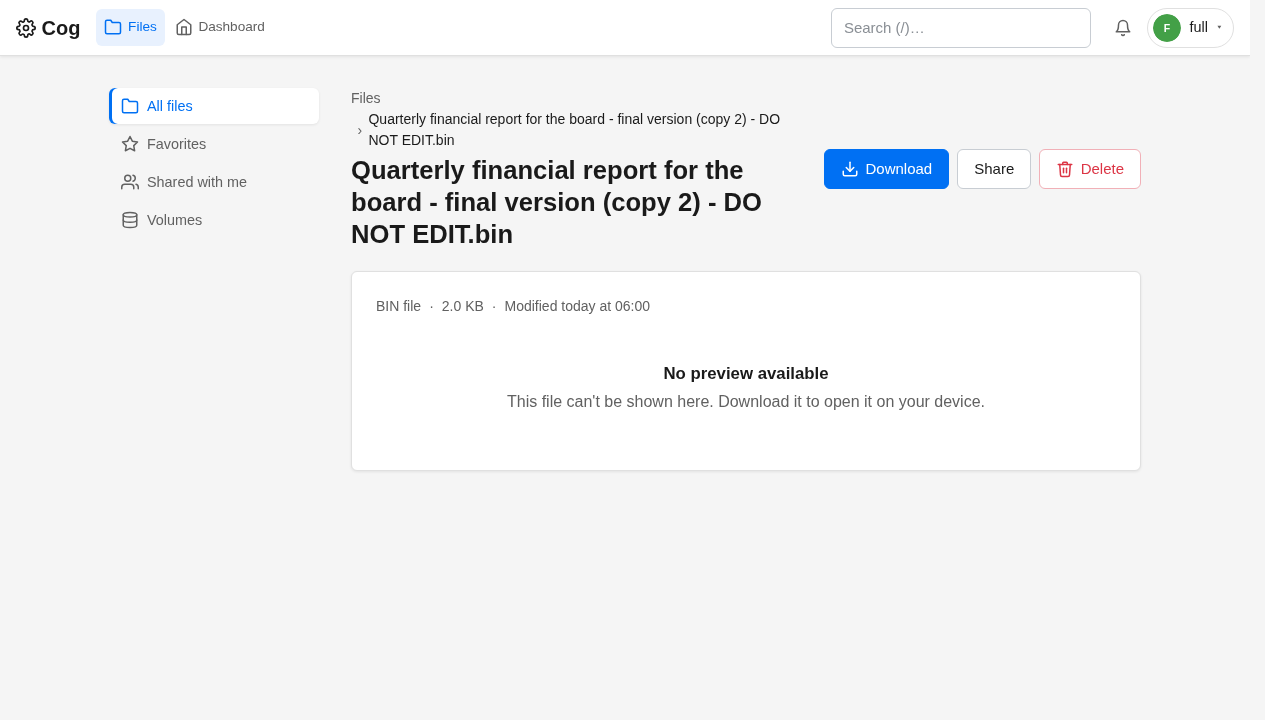 Cog
Files
Dashboard
Search (/)…
F
full
All files
Favorites
Shared with me
Volumes
Files
› Quarterly financial report for the board - final version (copy 2) - DO
NOT EDIT.bin
Quarterly financial report for the
board - final version (copy 2) - DO
NOT EDIT.bin
Download
Share
Delete
BIN file · 2.0 KB · Modified today at 06:00
No preview available
This file can't be shown here. Download it to open it on your device.